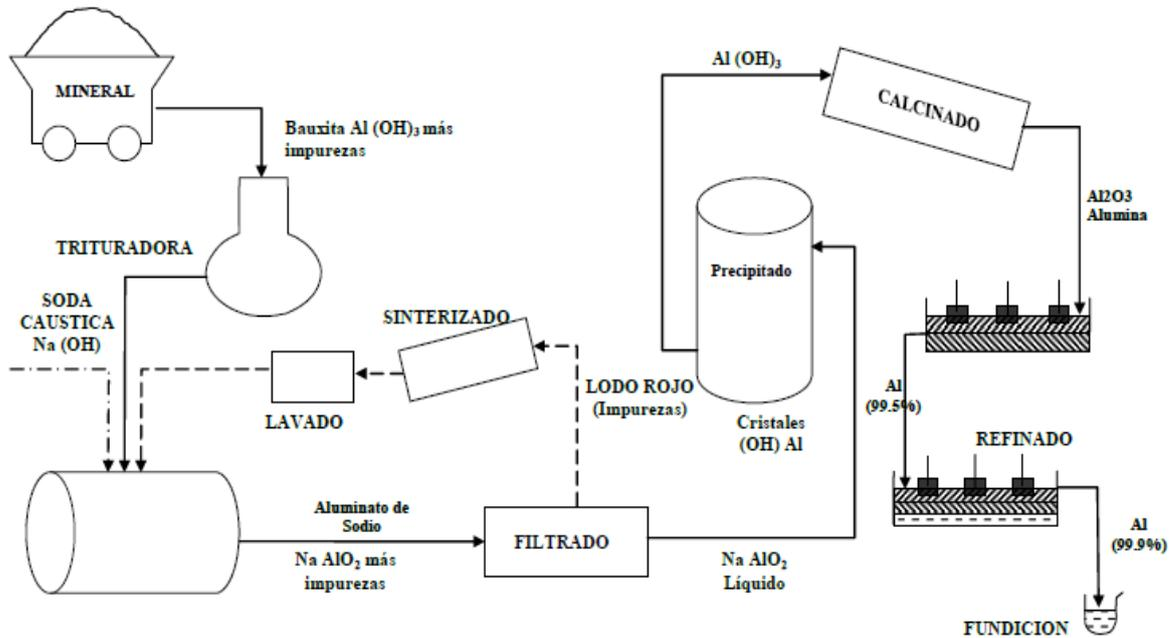 MINERAL
Bauxita Al (OH)₃ más
impurezas
TRITURADORA
SODA
CAUSTICA
Na (OH)
SINTERIZADO
LAVADO
LODO ROJO
(Impurezas)
Aluminato de
Sodio
Na AlO₂ más
impurezas
FILTRADO
Na AlO₂
Líquido
Precipitado
Cristales
(OH) Al
Al (OH)₃
CALCINADO
Al2O3
Alumina
Al
(99.5%)
REFINADO
Al
(99.9%)
FUNDICION